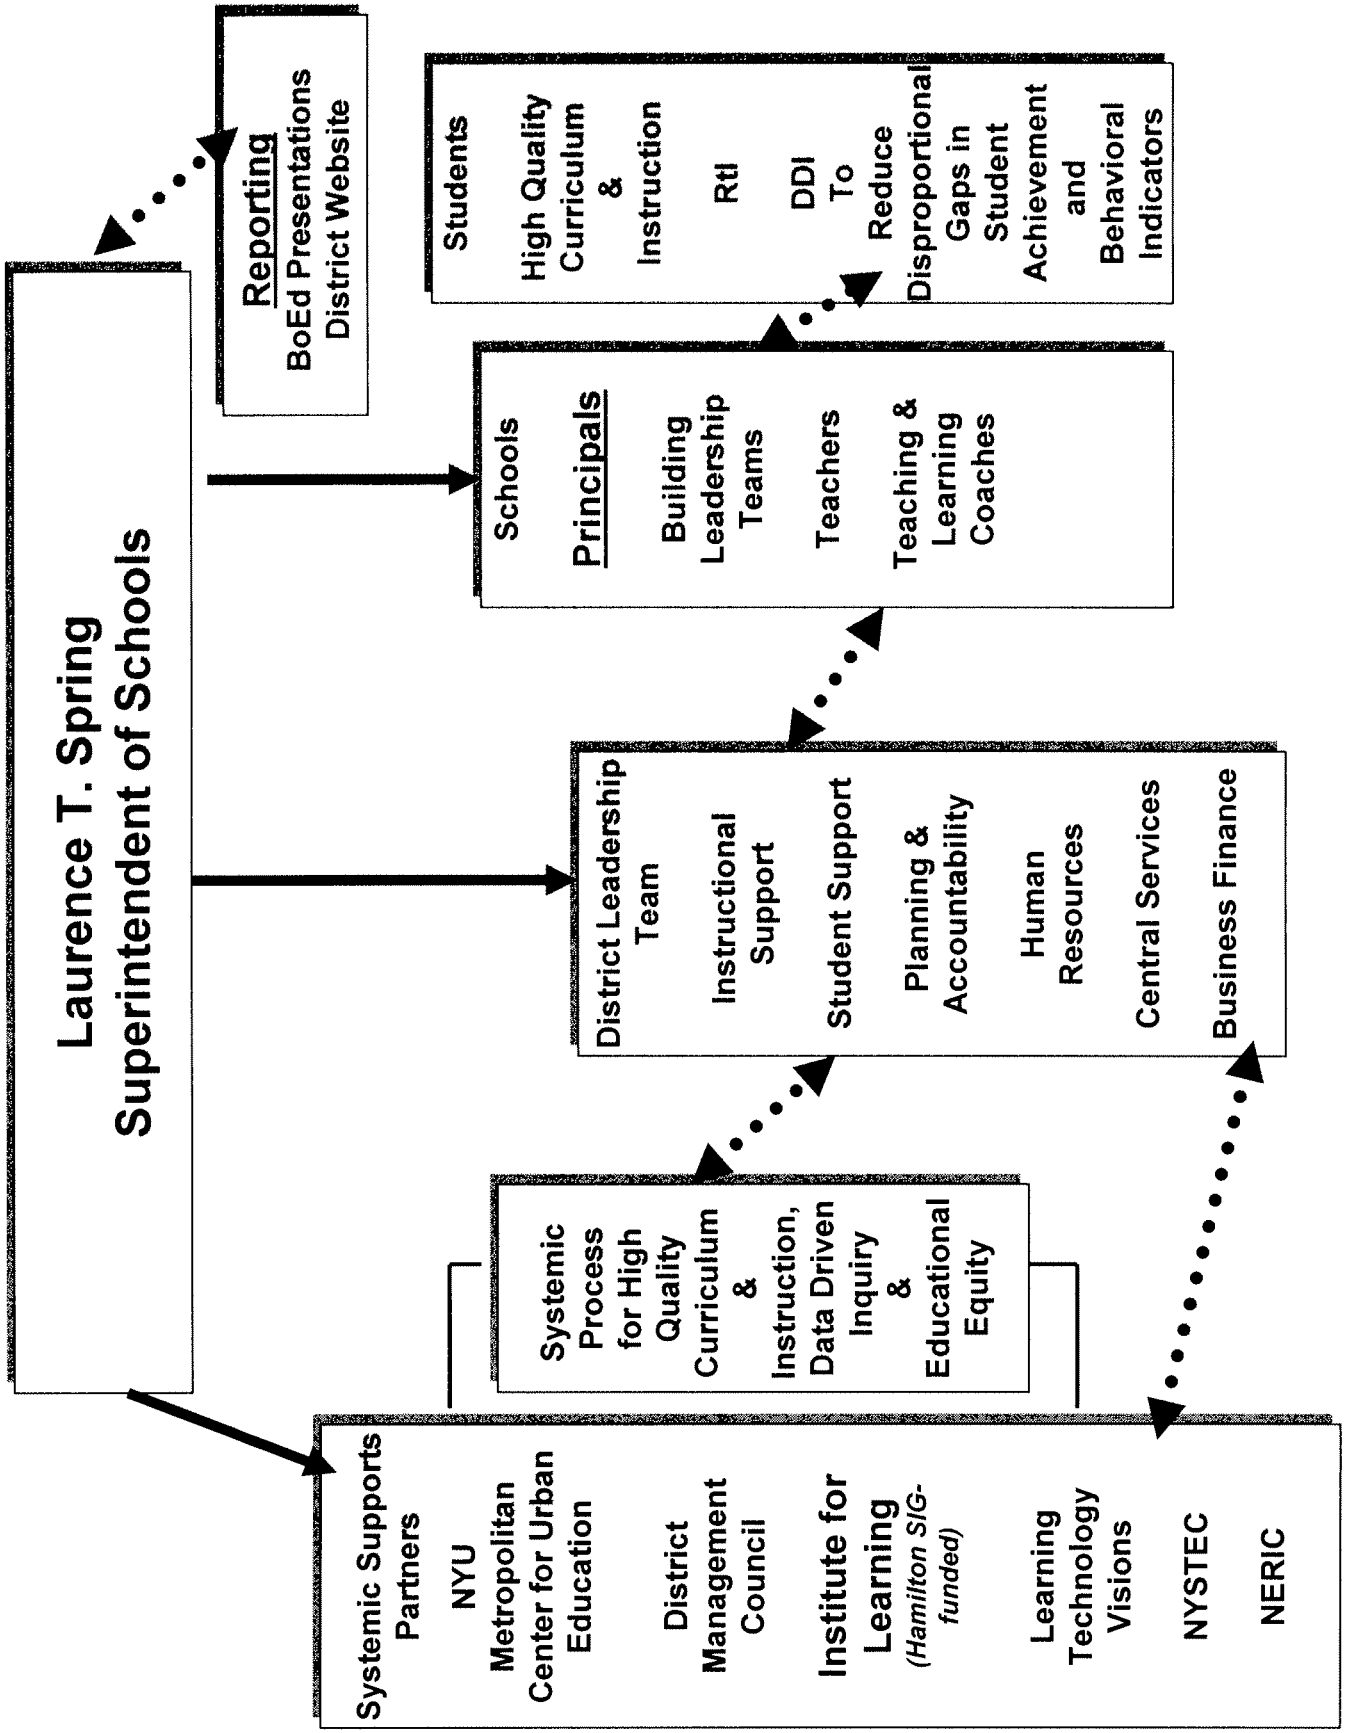 Laurence T. Spring
Superintendent of Schools
Systemic Supports
Partners
NYU
Metropolitan
Center for Urban
Education
District
Management
Council
Institute for
Learning
(Hamilton SIG-
funded)
Learning
Technology
Visions
NYSTEC
NERIC
Systemic
Process
for High
Quality
Curriculum
&
Instruction,
Data Driven
Inquiry
&
Educational
Equity
District Leadership
Team
Instructional
Support
Student Support
Planning &
Accountability
Human
Resources
Central Services
Business Finance
Schools
Principals
Building
Leadership
Teams
Teachers
Teaching &
Learning
Coaches
Reporting
BoEd Presentations
District Website
Students
High Quality
Curriculum
&
Instruction
RtI
DDI
To
Reduce
Disproportional
Gaps in
Student
Achievement
and
Behavioral
Indicators